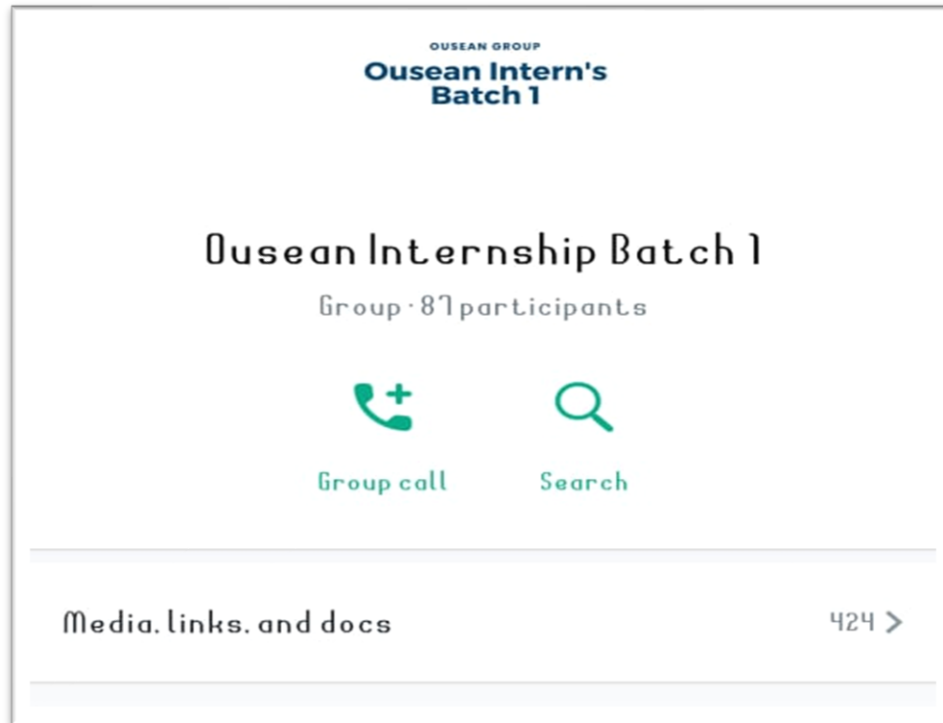 OUSEAN GROUP
Ousean Intern's
Batch 1
Ousean Internship Batch 1
Group · 87 participants
Group call
Search
Media, links, and docs
424